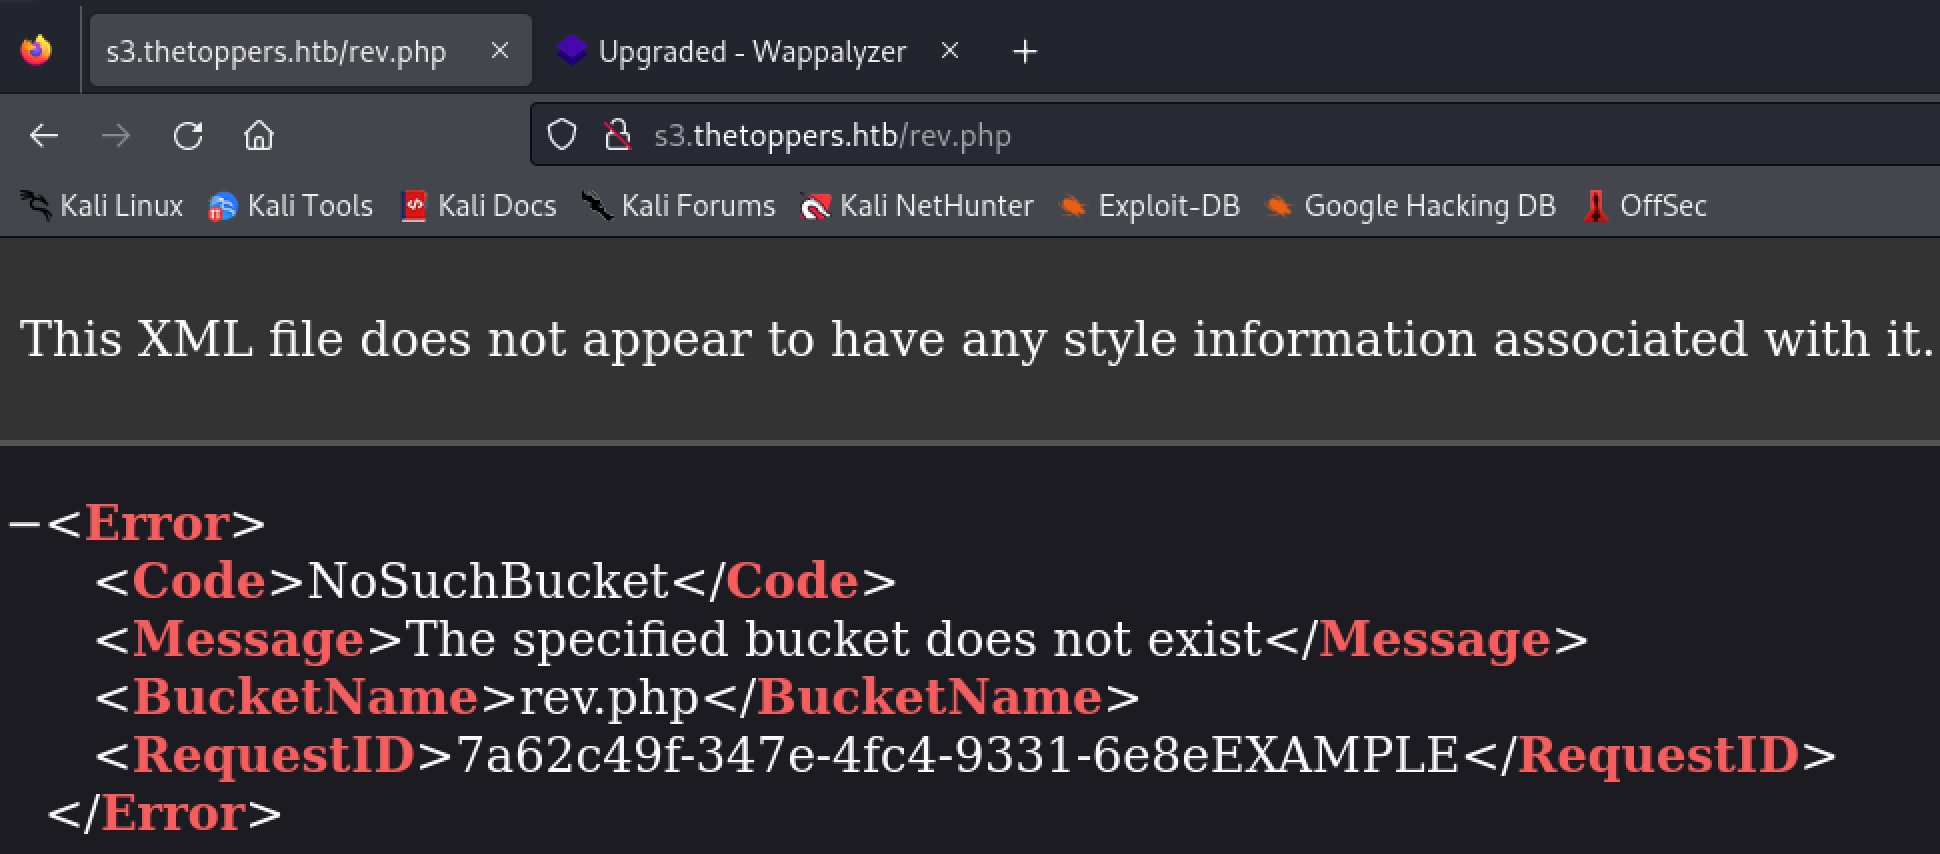 s3.thetoppers.htb/rev.php
Upgraded - Wappalyzer
s3.thetoppers.htb/rev.php
Kali Linux Kali Tools Kali Docs Kali Forums Kali NetHunter Exploit-DB Google Hacking DB OffSec
This XML file does not appear to have any style information associated with it.
−<Error>
<Code>NoSuchBucket</Code>
<Message>The specified bucket does not exist</Message>
<BucketName>rev.php</BucketName>
<RequestID>7a62c49f-347e-4fc4-9331-6e8eEXAMPLE</RequestID>
</Error>